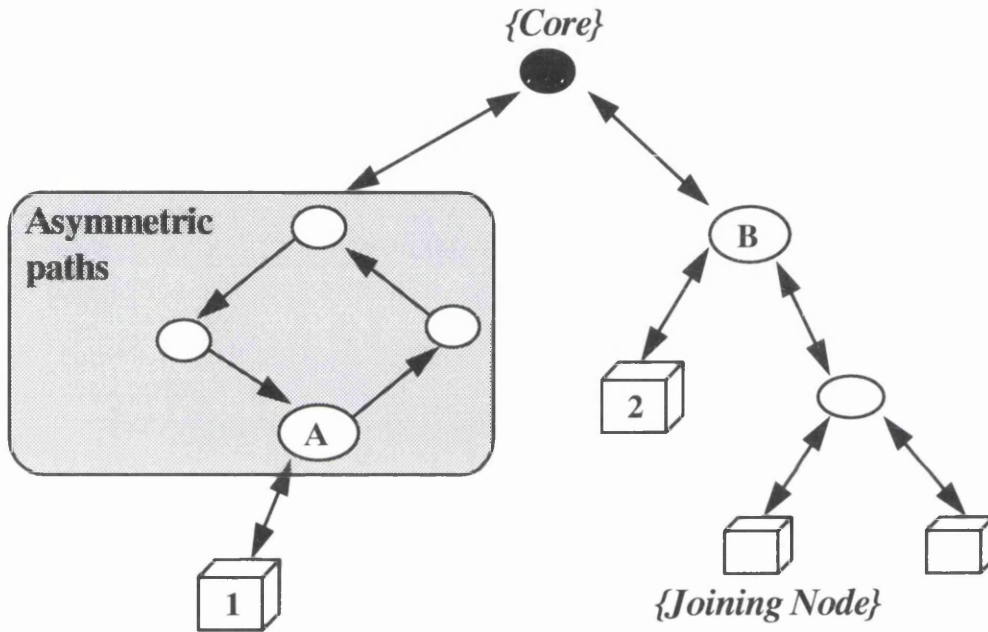 {Core}
Asymmetric
paths
B
2
A
1
{Joining Node}